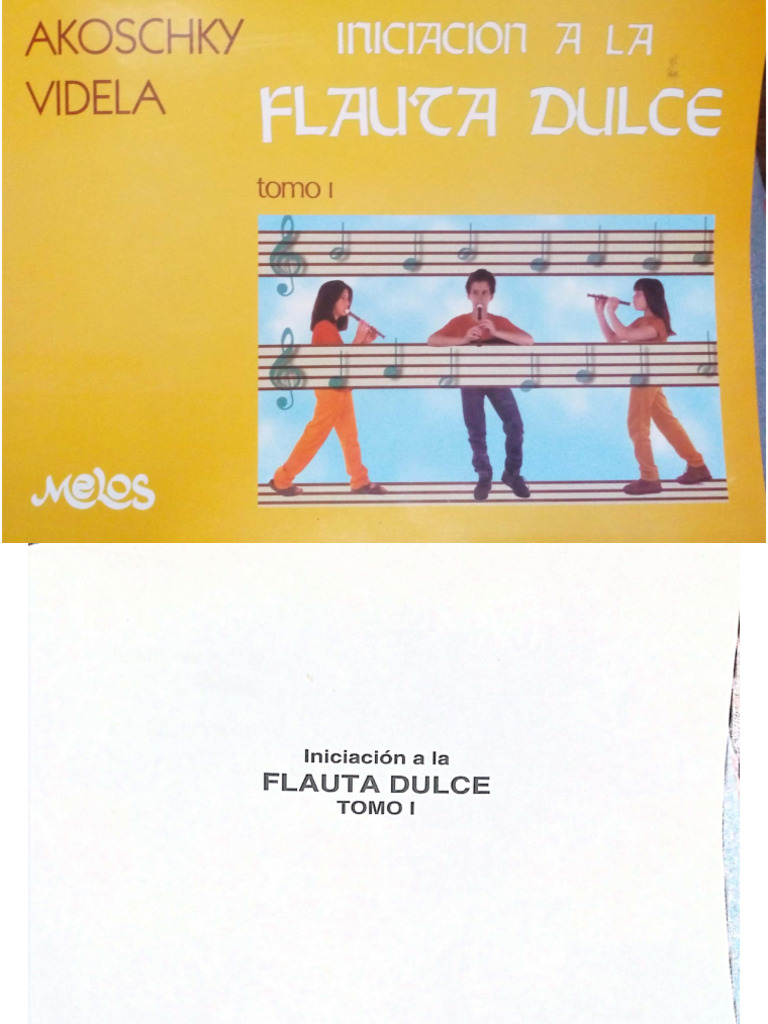 AKOSCHKY
VIDELA
INICIACION A LA
FLAUTA DULCE
tomo I
MELOS
Iniciación a la
FLAUTA DULCE
TOMO I